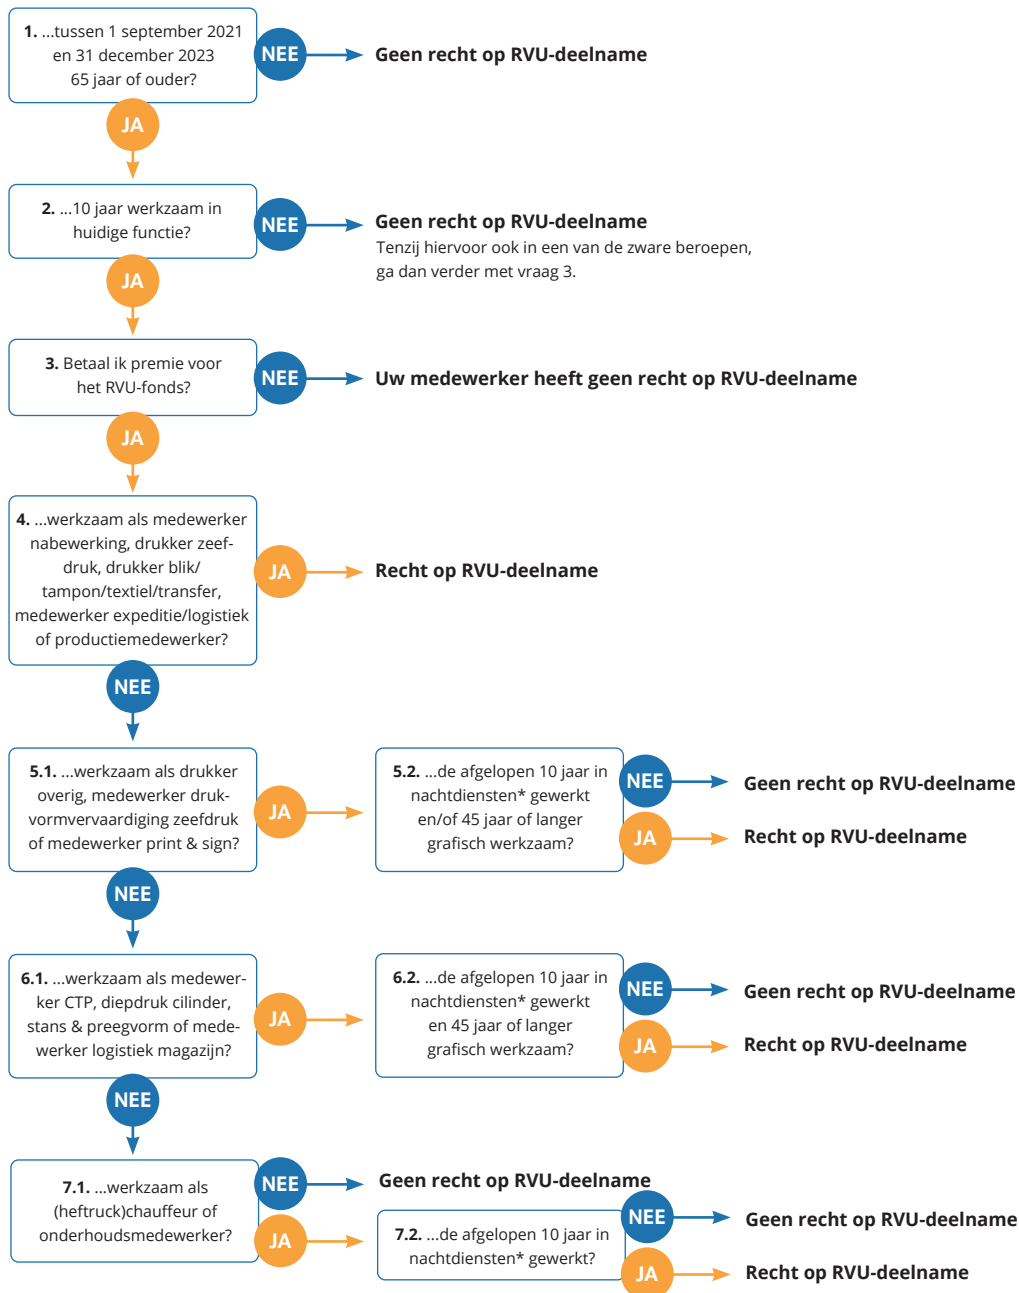 1. ...tussen 1 september 2021
en 31 december 2023
65 jaar of ouder?
NEE
Geen recht op RVU-deelname
JA
2. ...10 jaar werkzaam in
huidige functie?
NEE
Geen recht op RVU-deelname
Tenzij hiervoor ook in een van de zware beroepen,
ga dan verder met vraag 3.
JA
3. Betaal ik premie voor
het RVU-fonds?
NEE
Uw medewerker heeft geen recht op RVU-deelname
JA
4. ...werkzaam als medewerker
nabewerking, drukker zeef-
druk, drukker blik/
tampon/textiel/transfer,
medewerker expeditie/logistiek
of productiemedewerker?
JA
Recht op RVU-deelname
NEE
5.1. ...werkzaam als drukker
overig, medewerker druk-
vormvervaardiging zeefdruk
of medewerker print & sign?
JA
5.2. ...de afgelopen 10 jaar in
nachtdiensten* gewerkt
en/of 45 jaar of langer
grafisch werkzaam?
NEE
Geen recht op RVU-deelname
JA
Recht op RVU-deelname
NEE
6.1. ...werkzaam als medewer-
ker CTP, diepdruk cilinder,
stans & preegvorm of mede-
werker logistiek magazijn?
JA
6.2. ...de afgelopen 10 jaar in
nachtdiensten* gewerkt
en 45 jaar of langer
grafisch werkzaam?
NEE
Geen recht op RVU-deelname
JA
Recht op RVU-deelname
NEE
7.1. ...werkzaam als
(heftruck)chauffeur of
onderhoudsmedewerker?
NEE
Geen recht op RVU-deelname
JA
7.2. ...de afgelopen 10 jaar in
nachtdiensten* gewerkt?
NEE
Geen recht op RVU-deelname
JA
Recht op RVU-deelname